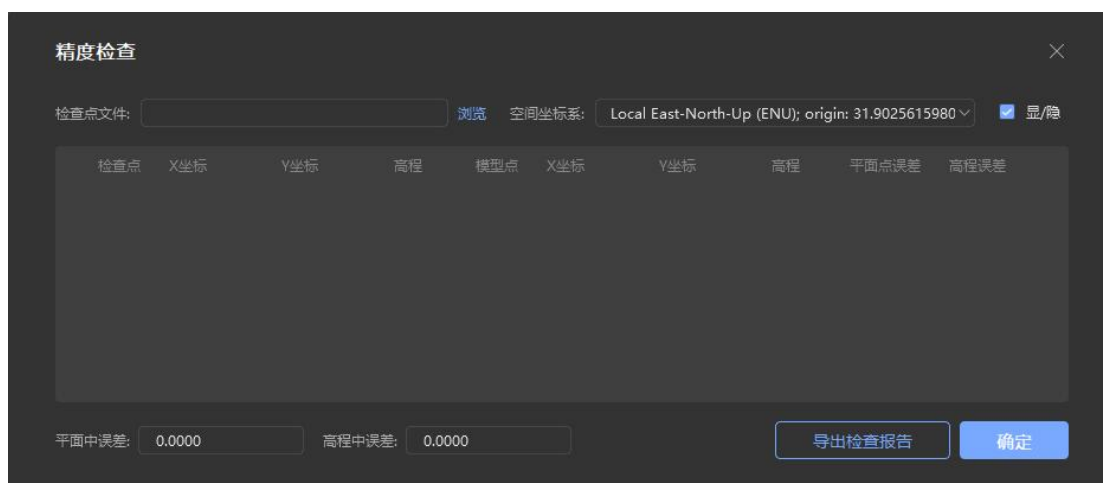 精度检查
检查点文件: 浏览 空间坐标系: Local East-North-Up (ENU); origin: 31.9025615980 显/隐
检查点 X坐标 Y坐标 高程 模型点 X坐标 Y坐标 高程 平面点误差 高程误差
平面中误差: 0.0000 高程中误差: 0.0000 导出检查报告 确定